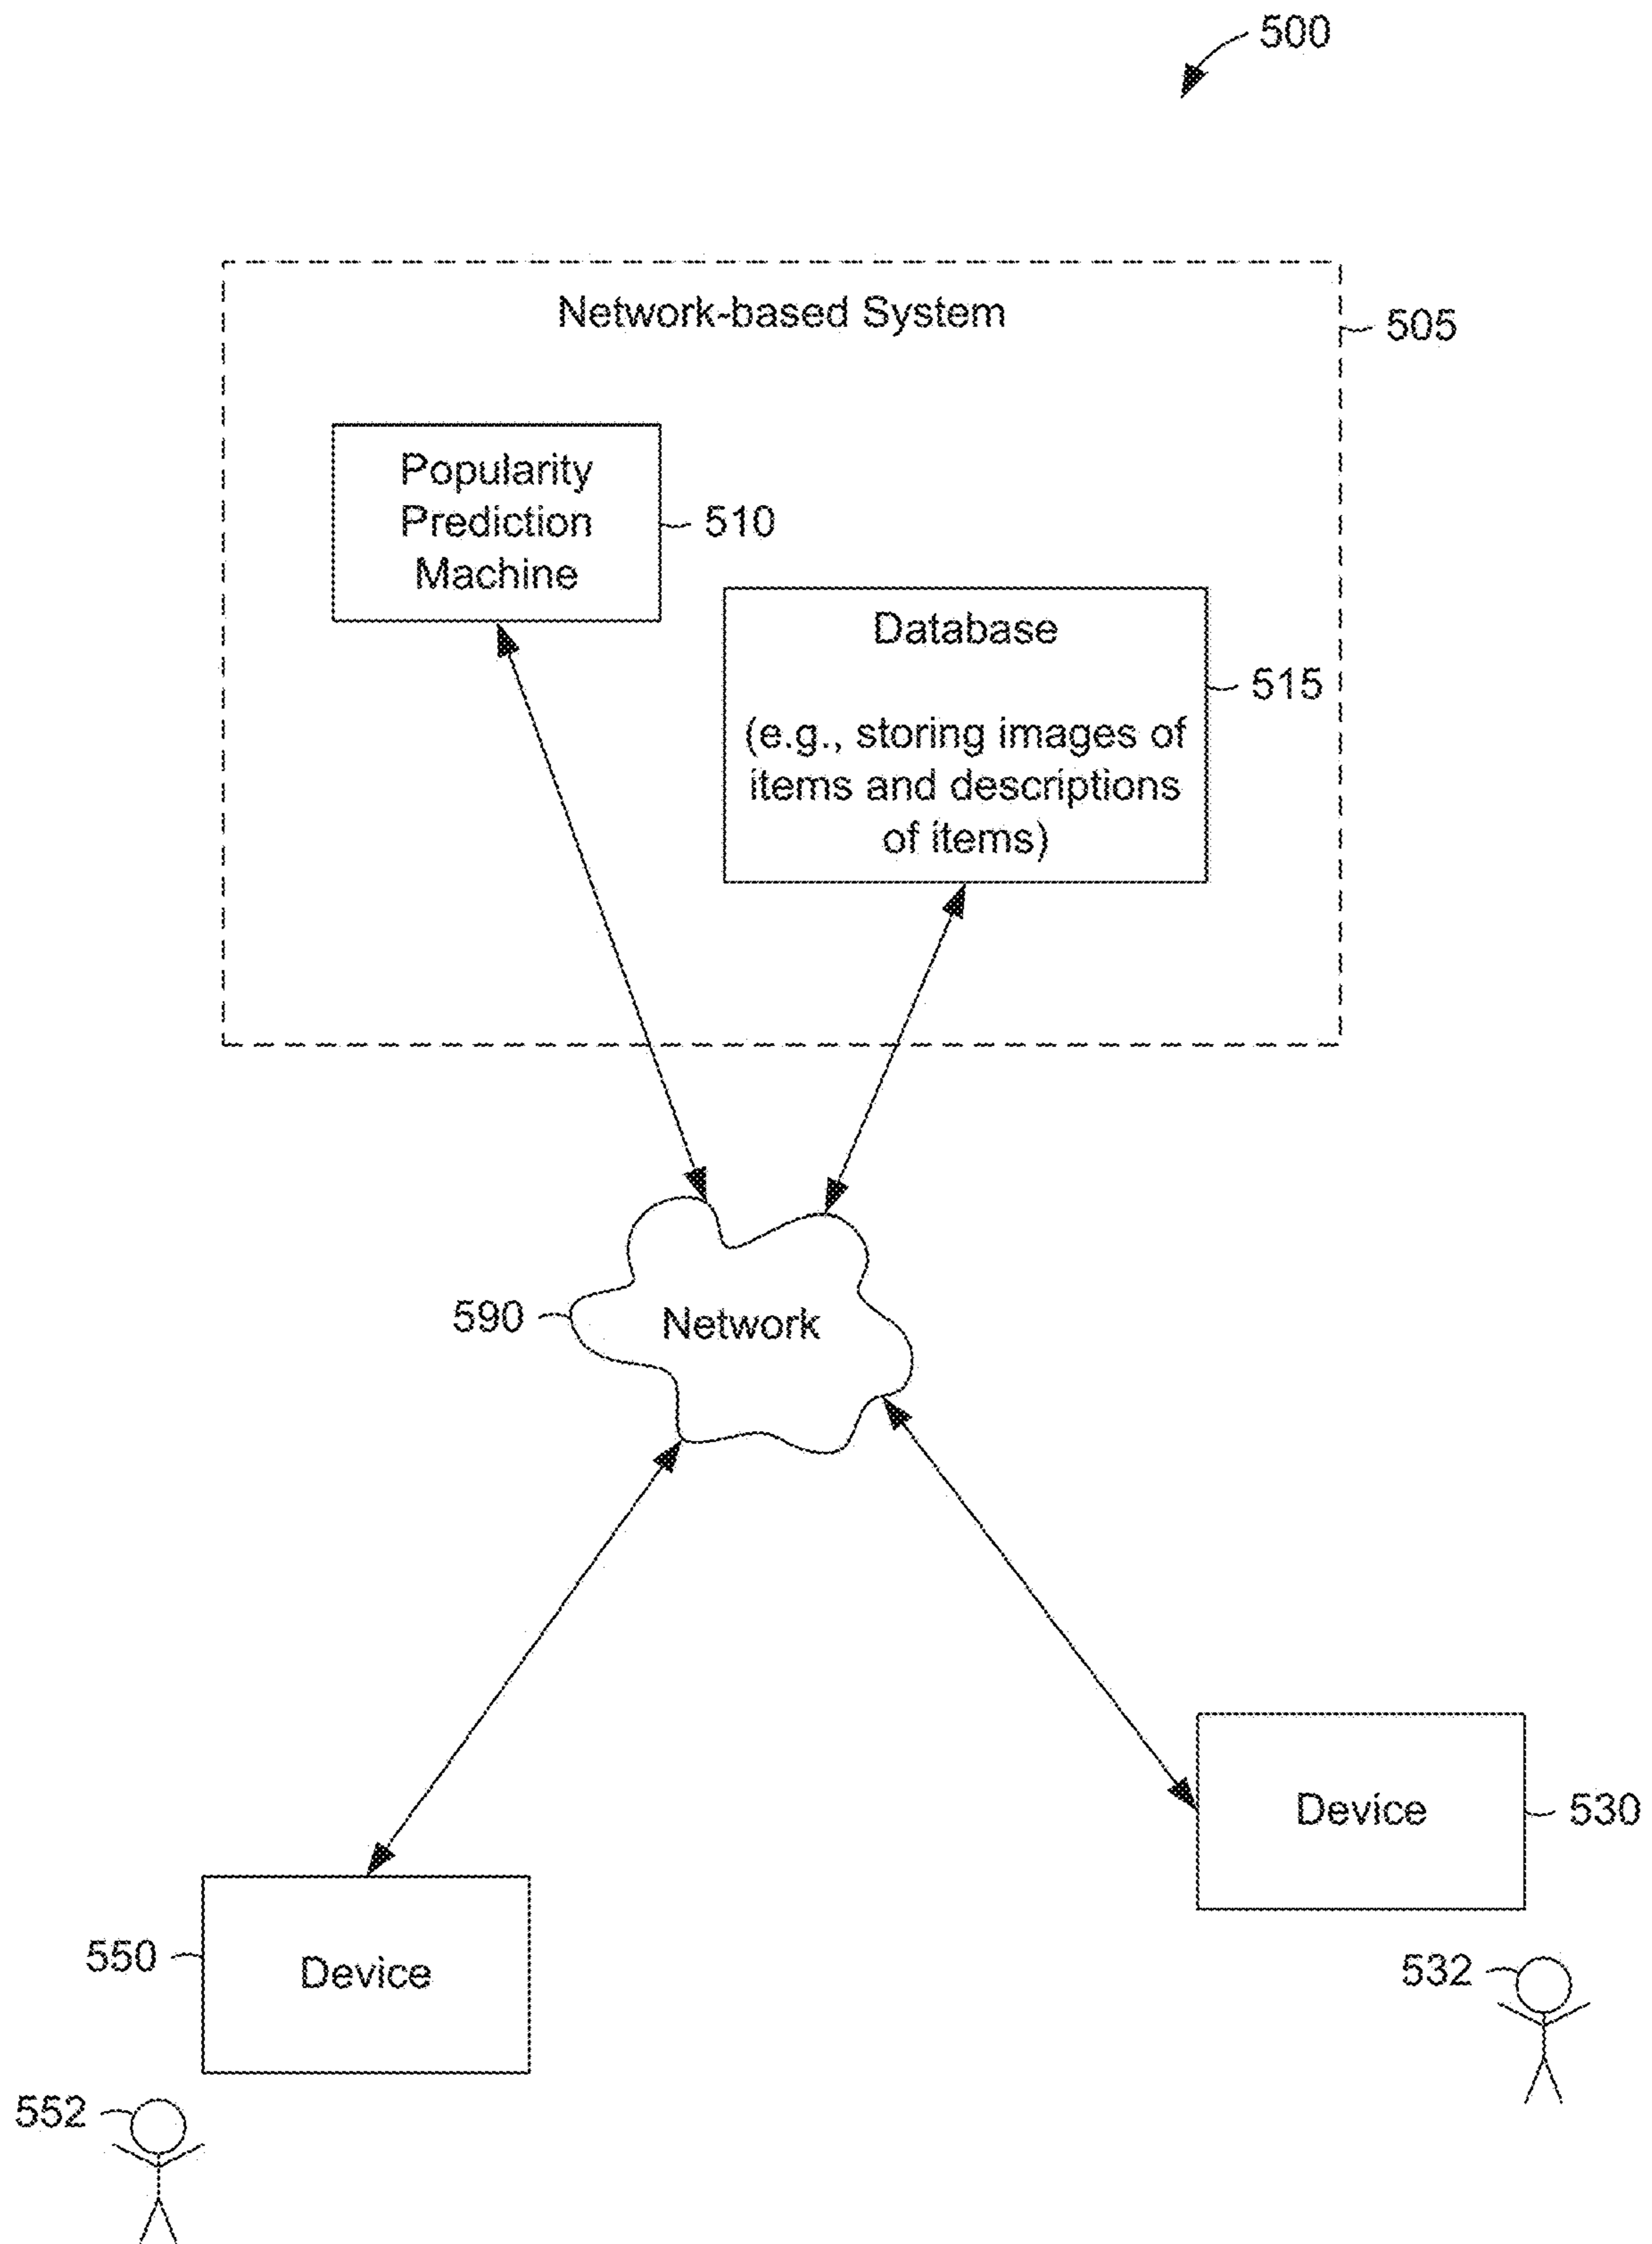 500
Network-based System
505
Popularity
Prediction
Machine
510
Database
(e.g., storing images of
items and descriptions
of items)
515
590
Network
Device
530
550
Device
532
552